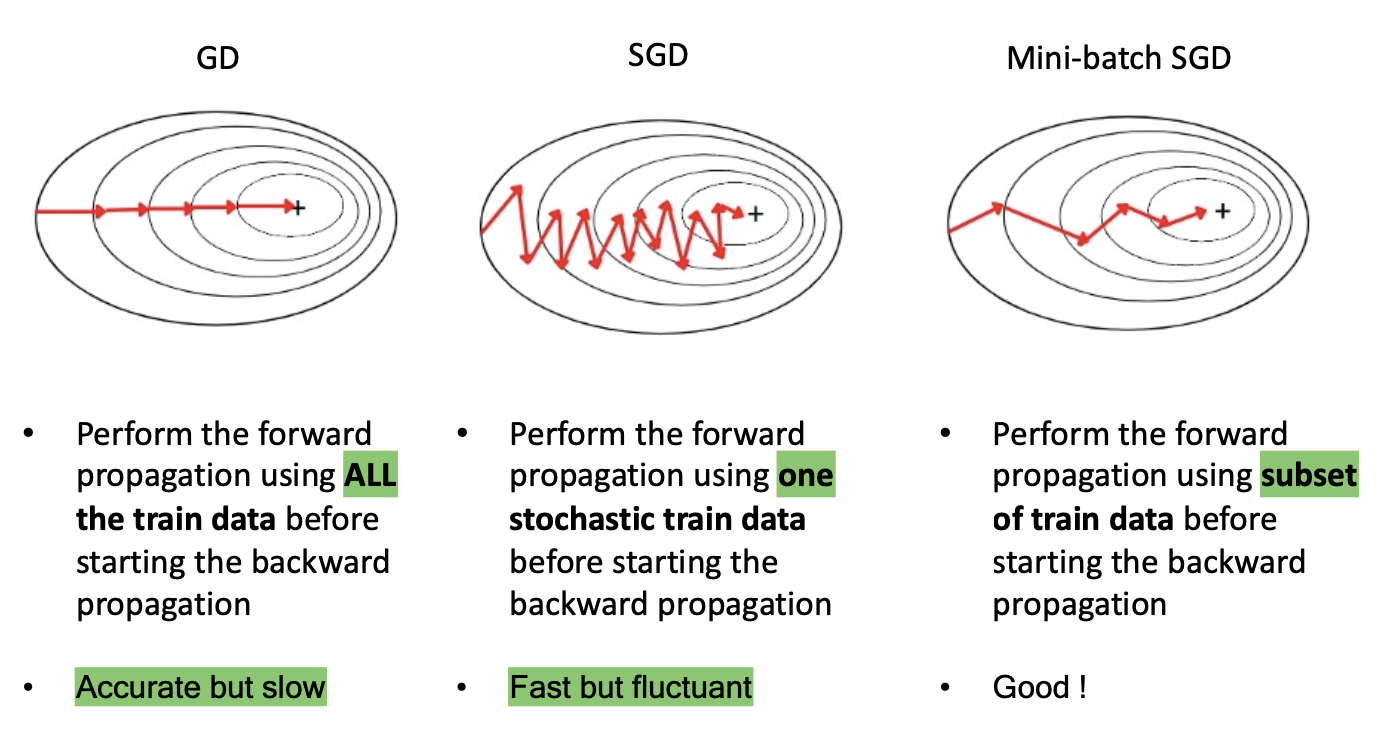 GD
SGD
Mini-batch SGD
+
+
+
• Perform the forward
propagation using ALL
the train data before
starting the backward
propagation
• Accurate but slow
• Perform the forward
propagation using one
stochastic train data
before starting the
backward propagation
• Fast but fluctuant
• Perform the forward
propagation using subset
of train data before
starting the backward
propagation
• Good !